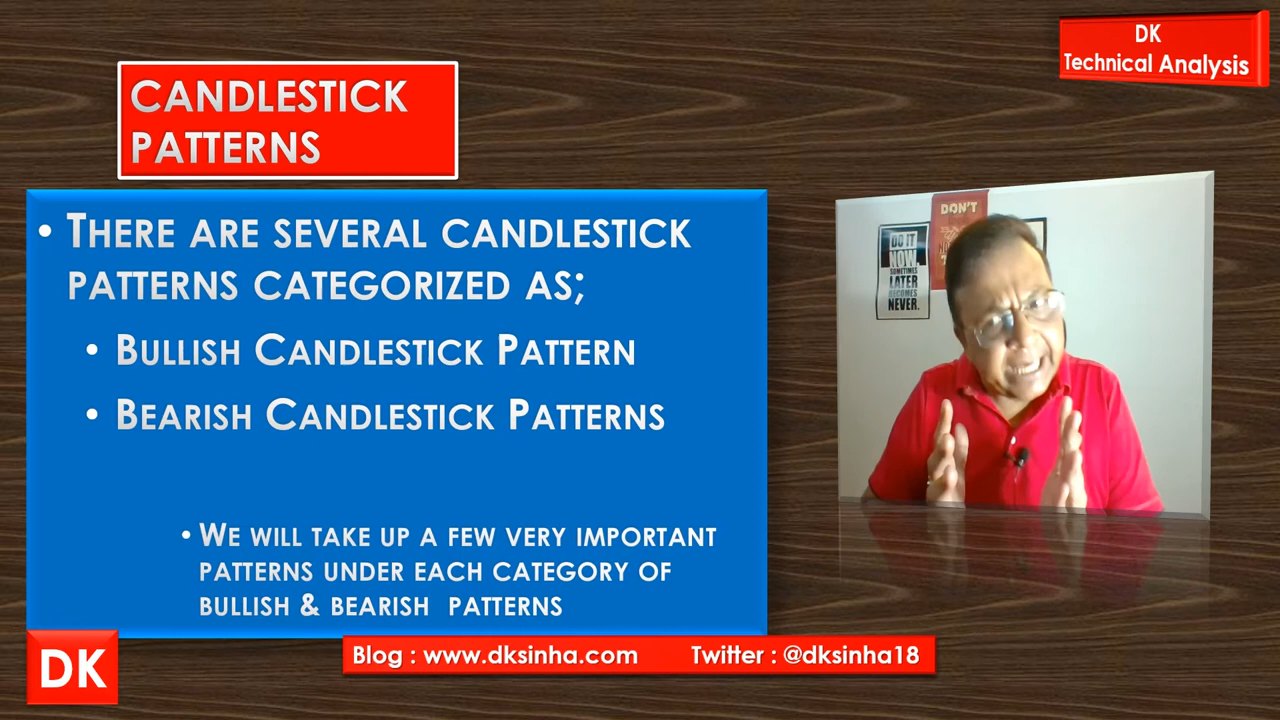 DK
Technical Analysis
CANDLESTICK
PATTERNS
• THERE ARE SEVERAL CANDLESTICK
PATTERNS CATEGORIZED AS;
• BULLISH CANDLESTICK PATTERN
• BEARISH CANDLESTICK PATTERNS
• WE WILL TAKE UP A FEW VERY IMPORTANT
PATTERNS UNDER EACH CATEGORY OF
BULLISH & BEARISH PATTERNS
DON'T
DO IT
NOW.
SOMETIMES
LATER
BECOMES
NEVER.
DK
Blog : www.dksinha.com Twitter : @dksinha18